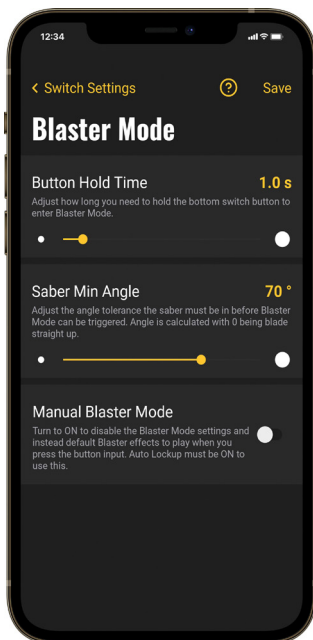 12:34
Switch Settings
Save
Blaster Mode
Button Hold Time
1.0 s
Adjust how long you need to hold the bottom switch button to
enter Blaster Mode.
Saber Min Angle
70 °
Adjust the angle tolerance the saber must be in before Blaster
Mode can be triggered. Angle is calculated with 0 being blade
straight up.
Manual Blaster Mode
Turn to ON to disable the Blaster Mode settings and
instead default Blaster effects to play when you
press the button input. Auto Lockup must be ON to
use this.